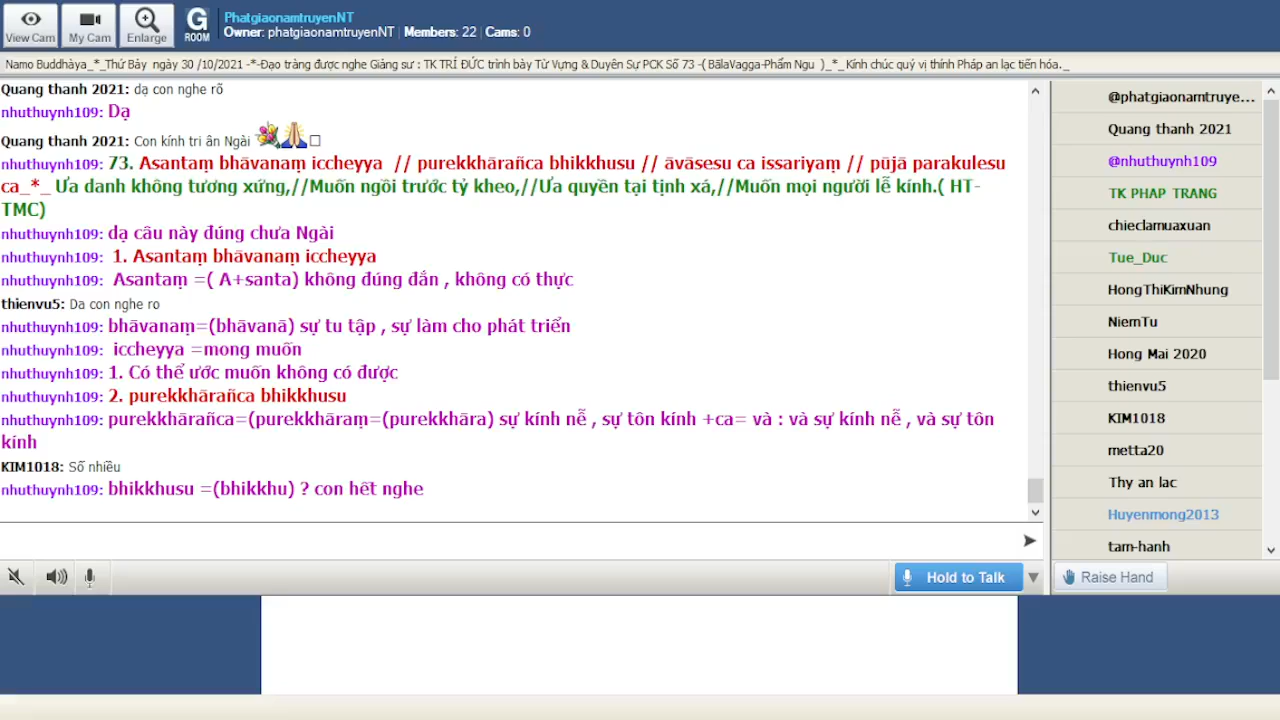 View Cam
My Cam
Enlarge
G
ROOM
PhatgiaonamtruyenNT
Owner: phatgiaonamtruyenNT | Members: 22 | Cams: 0
Namo Buddhàya_*_Thứ Bảy ngày 30 /10/2021 -*-Đạo tràng được nghe Giảng sư : TK TRÍ ĐỨC trình bày Từ Vựng & Duyên Sự PCK Số 73 -( BālaVagga-Phẩm Ngu )_*_ Kính chúc quý vị thính Pháp an lạc tiến hóa._
Quang thanh 2021: dạ con nghe rõ
nhuthuynh109: Dạ
Quang thanh 2021: Con kính tri ân Ngài 💐🙏□
nhuthuynh109: 73. Asantaṃ bhāvanaṃ iccheyya // purekkhārañca bhikkhusu // āvāsesu ca issariyaṃ // pūjā parakulesu
ca_*_ Ưa danh không tương xứng,//Muốn ngồi trước tỷ kheo,//Ưa quyền tại tịnh xá,//Muốn mọi người lễ kính.( HT-
TMC)
nhuthuynh109: dạ câu này đúng chưa Ngài
nhuthuynh109: 1. Asantaṃ bhāvanaṃ iccheyya
nhuthuynh109: Asantaṃ =( A+santa) không đúng đắn , không có thực
thienvu5: Da con nghe ro
nhuthuynh109: bhāvanaṃ=(bhāvanā) sự tu tập , sự làm cho phát triển
nhuthuynh109: iccheyya =mong muốn
nhuthuynh109: 1. Có thể ước muốn không có được
nhuthuynh109: 2. purekkhārañca bhikkhusu
nhuthuynh109: purekkhārañca=(purekkhāraṃ=(purekkhāra) sự kính nễ , sự tôn kính +ca= và : và sự kính nễ , và sự tôn
kính
KIM1018: Số nhiều
nhuthuynh109: bhikkhusu =(bhikkhu) ? con hết nghe
@phatgiaonamtruye...
Quang thanh 2021
@nhuthuynh109
TK PHAP TRANG
chieclamuaxuan
Tue_Duc
HongThiKimNhung
NiemTu
Hong Mai 2020
thienvu5
KIM1018
metta20
Thy an lac
Huyenmong2013
tam-hanh
Hold to Talk
Raise Hand